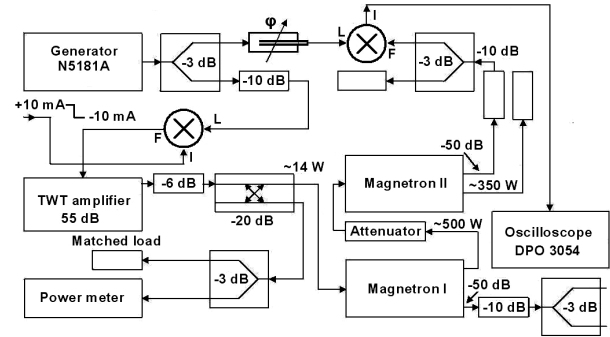 Generator
N5181A
-3 dB
φ
L
I
F
-3 dB
-10 dB
-10 dB
+10 mA
-10 mA
F
L
I
-50 dB
~350 W
TWT amplifier
55 dB
-6 dB
~14 W
-20 dB
Magnetron II
Attenuator
~500 W
Oscilloscope
DPO 3054
Matched load
-3 dB
Power meter
Magnetron I
-50 dB
-10 dB
-3 dB